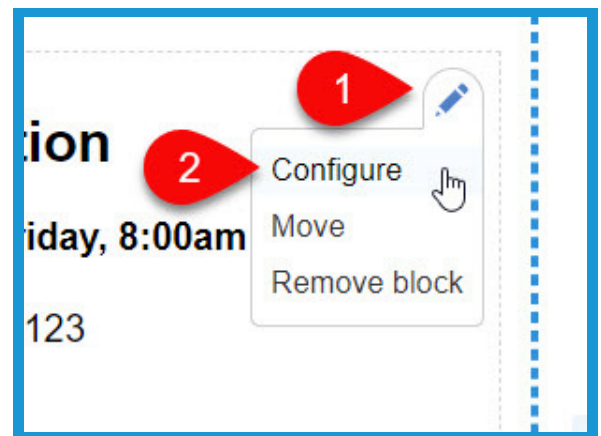 1
tion
2
Configure
riday, 8:00am
Move
Remove block
123